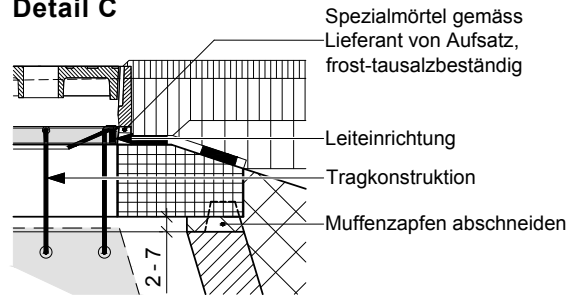 Detail C
Spezialmörtel gemäss
Lieferant von Aufsatz,
frost-tausalzbeständig
Leiteinrichtung
Tragkonstruktion
Muffenzapfen abschneiden
2 - 7